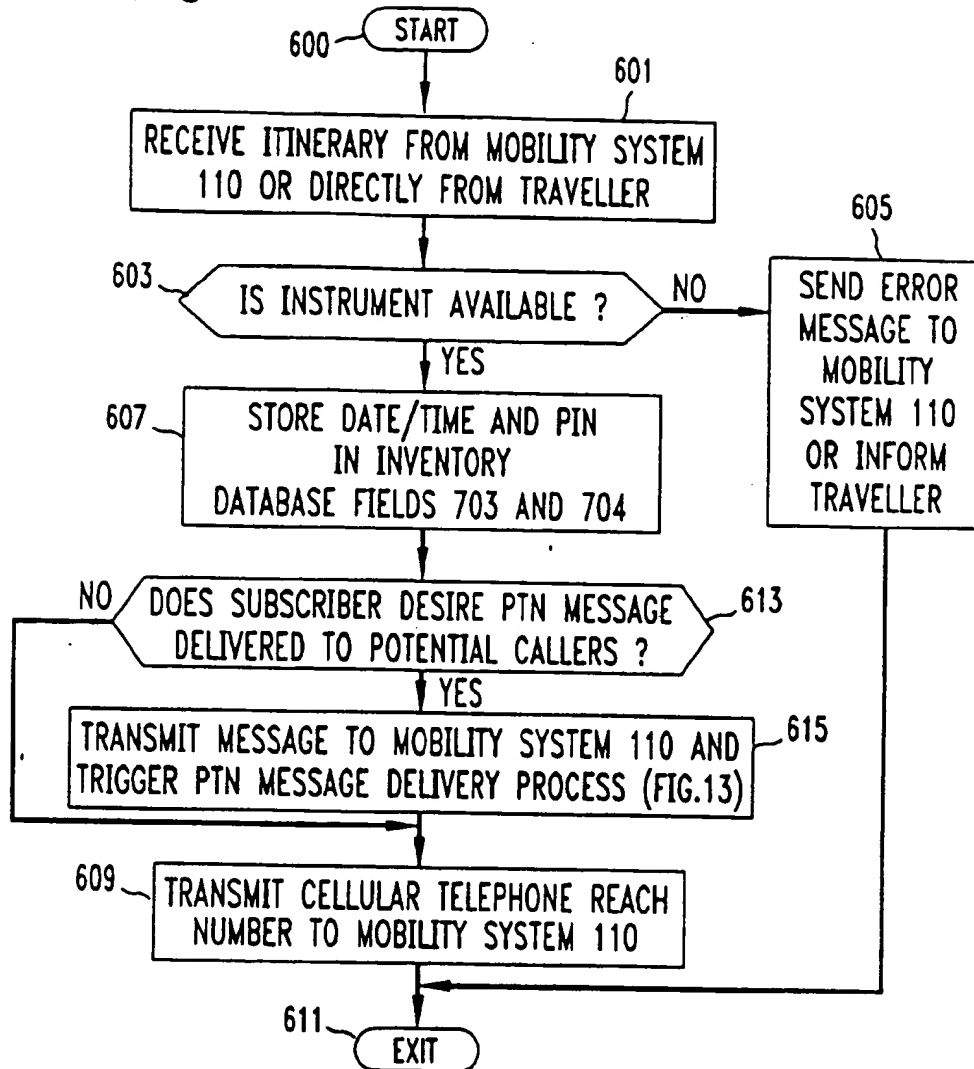 START
600
601
RECEIVE ITINERARY FROM MOBILITY SYSTEM
110 OR DIRECTLY FROM TRAVELLER
603
IS INSTRUMENT AVAILABLE ?
NO
605
SEND ERROR
MESSAGE TO
MOBILITY
SYSTEM 110
OR INFORM
TRAVELLER
YES
607
STORE DATE/TIME AND PIN
IN INVENTORY
DATABASE FIELDS 703 AND 704
NO
DOES SUBSCRIBER DESIRE PTN MESSAGE
DELIVERED TO POTENTIAL CALLERS ?
613
YES
TRANSMIT MESSAGE TO MOBILITY SYSTEM 110 AND
TRIGGER PTN MESSAGE DELIVERY PROCESS (FIG.13)
615
609
TRANSMIT CELLULAR TELEPHONE REACH
NUMBER TO MOBILITY SYSTEM 110
611
EXIT